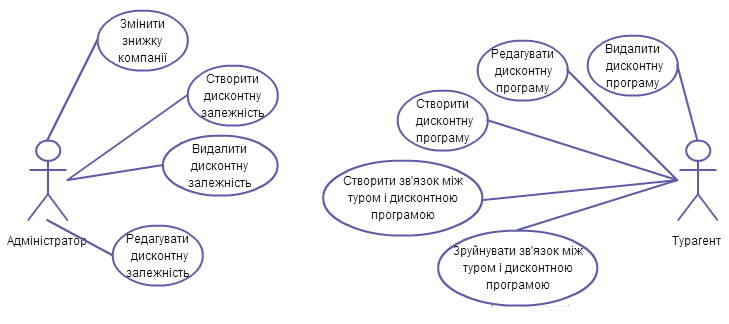 Змінити
знижку
компанії
Створити
дисконтну
залежність
Видалити
дисконтну
залежність
Адміністратор
Редагувати
дисконтну
залежність
Редагувати
дисконтну
програму
Видалити
дисконтну
програму
Створити
дисконтну
програму
Створити зв'язок між
туром і дисконтною
програмою
Турагент
Зруйнувати зв'язок між
туром і дисконтною
програмою